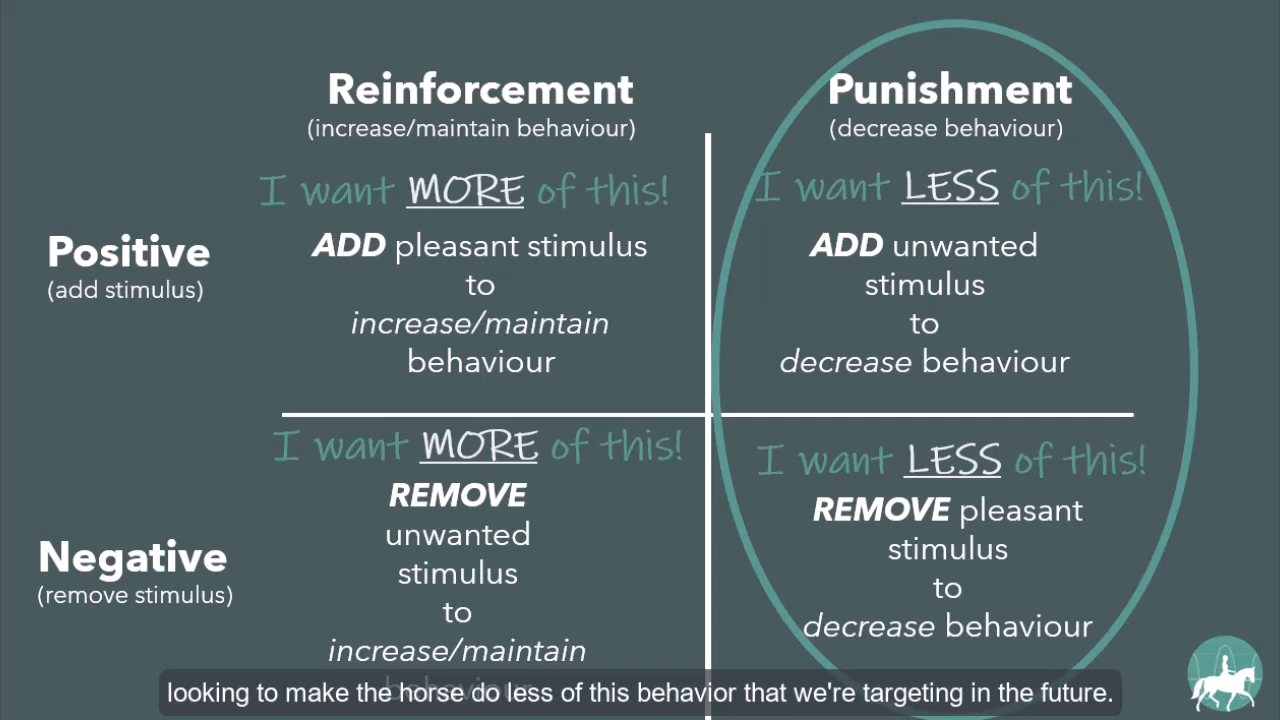 Reinforcement
(increase/maintain behaviour)
Punishment
(decrease behaviour)
Positive
(add stimulus)
I want MORE of this!
ADD pleasant stimulus
to
increase/maintain
behaviour
I want LESS of this!
ADD unwanted
stimulus
to
decrease behaviour
Negative
(remove stimulus)
I want MORE of this!
REMOVE
unwanted
stimulus
to
increase/maintain
behaviour
I want LESS of this!
REMOVE pleasant
stimulus
to
decrease behaviour
looking to make the horse do less of this behavior that we're targeting in the future.